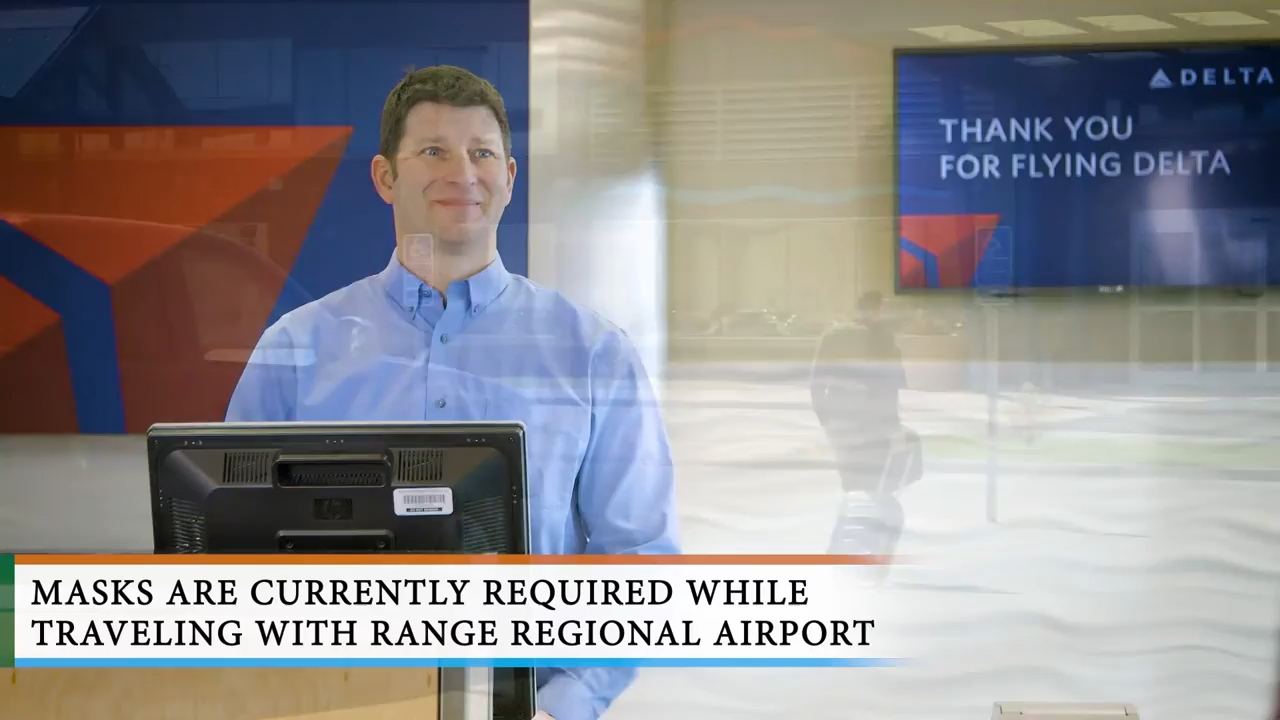 DELTA
THANK YOU
FOR FLYING DELTA
MASKS ARE CURRENTLY REQUIRED WHILE
TRAVELING WITH RANGE REGIONAL AIRPORT